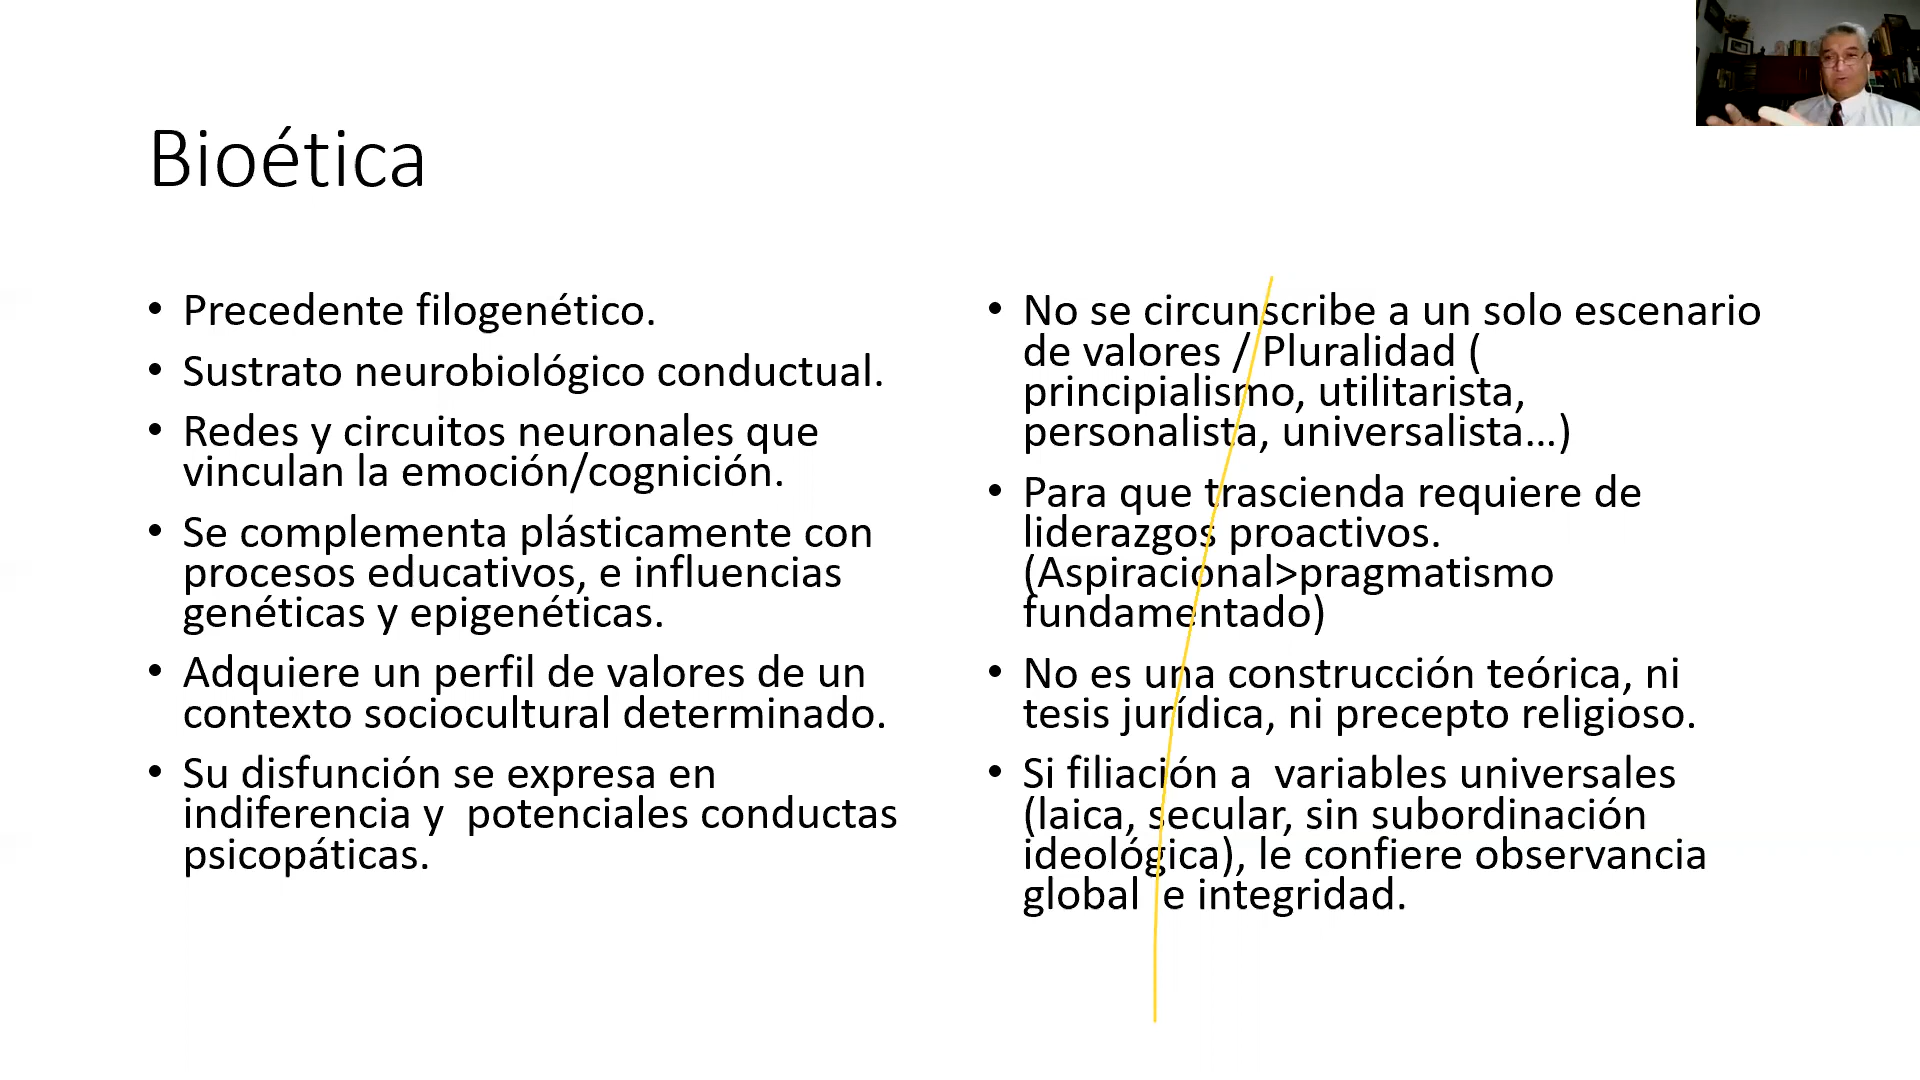 Bioética
• Precedente filogenético.
• Sustrato neurobiológico conductual.
• Redes y circuitos neuronales que
vinculan la emoción/cognición.
• Se complementa plásticamente con
procesos educativos, e influencias
genéticas y epigenéticas.
• Adquiere un perfil de valores de un
contexto sociocultural determinado.
• Su disfunción se expresa en
indiferencia y  potenciales conductas
psicopáticas.
• No se circunscribe a un solo escenario
de valores / Pluralidad (
principialismo, utilitarista,
personalista, universalista…)
• Para que trascienda requiere de
liderazgos proactivos.
(Aspiracional>pragmatismo
fundamentado)
• No es una construcción teórica, ni
tesis jurídica, ni precepto religioso.
• Si filiación a  variables universales
(laica, secular, sin subordinación
ideológica), le confiere observancia
global  e integridad.